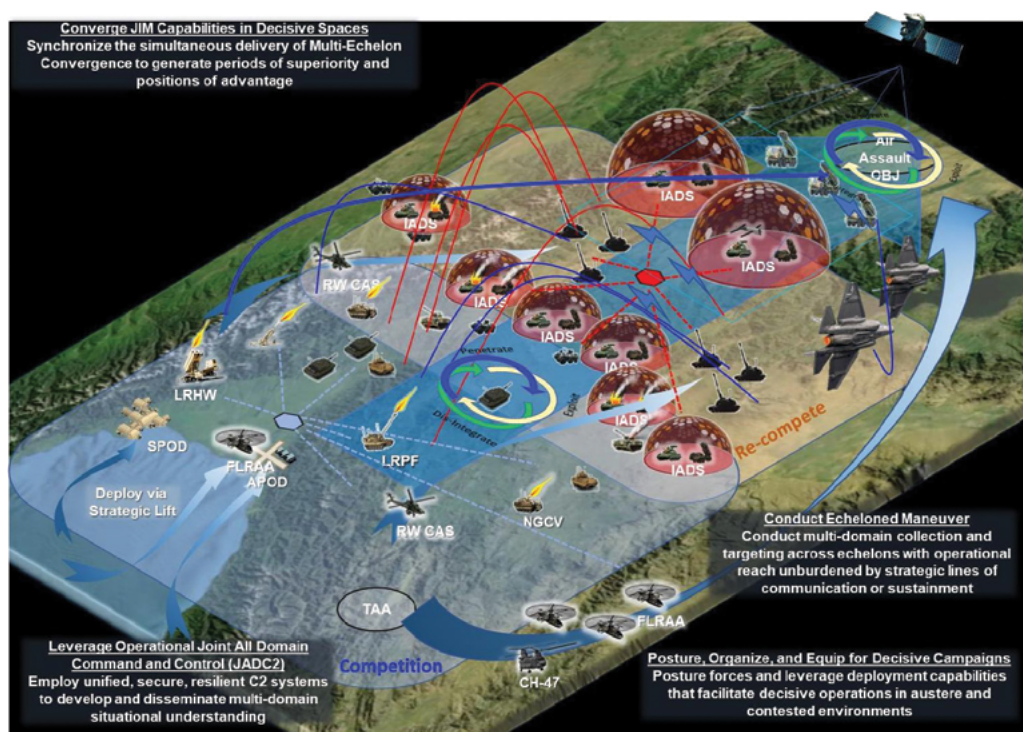 Converge JIM Capabilities in Decisive Spaces
Synchronize the simultaneous delivery of Multi-Echelon
Convergence to generate periods of superiority and
positions of advantage
Air
Assault
OBJ
Exploit
IADS
IADS
IADS
IADS
RW CAS
IADS
IADS
IADS
IADS
Penetrate
Exploit
Dis-Integrate
Re-compete
LRHW
SPOD
FLRAA
APOD
LRPF
RW CAS
NGCV
Deploy via
Strategic Lift
Conduct Echeloned Maneuver
Conduct multi-domain collection and
targeting across echelons with operational
reach unburdened by strategic lines of
communication or sustainment
TAA
FLRAA
CH-47
Competition
Leverage Operational Joint All Domain
Command and Control (JADC2)
Employ unified, secure, resilient C2 systems
to develop and disseminate multi-domain
situational understanding
Posture, Organize, and Equip for Decisive Campaigns
Posture forces and leverage deployment capabilities
that facilitate decisive operations in austere and
contested environments